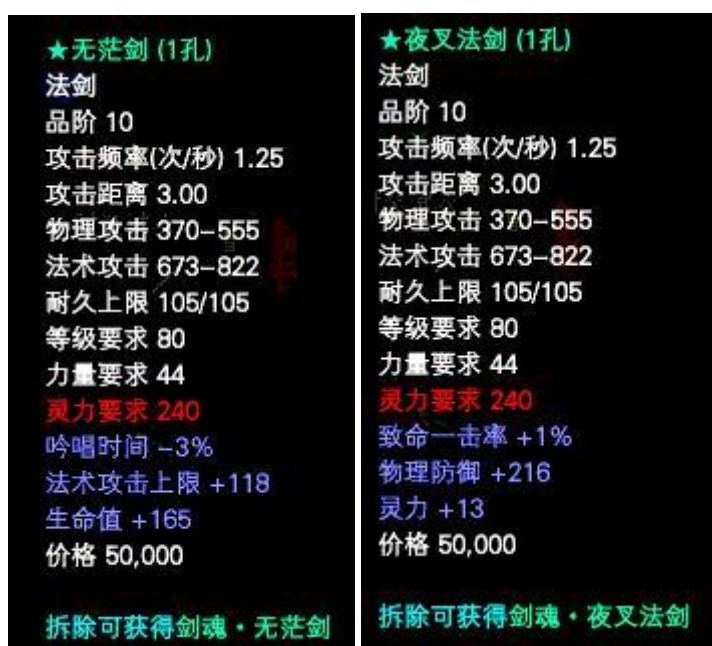 ★无茫剑 (1孔)
法剑
品阶 10
攻击频率(次/秒) 1.25
攻击距离 3.00
物理攻击 370-555
法术攻击 673-822
耐久上限 105/105
等级要求 80
力量要求 44
灵力要求 240
吟唱时间 -3%
法术攻击上限 +118
生命值 +165
价格 50,000
拆除可获得剑魂·无茫剑
★夜叉法剑 (1孔)
法剑
品阶 10
攻击频率(次/秒) 1.25
攻击距离 3.00
物理攻击 370-555
法术攻击 673-822
耐久上限 105/105
等级要求 80
力量要求 44
灵力要求 240
致命一击率 +1%
物理防御 +216
灵力 +13
价格 50,000
拆除可获得剑魂·夜叉法剑